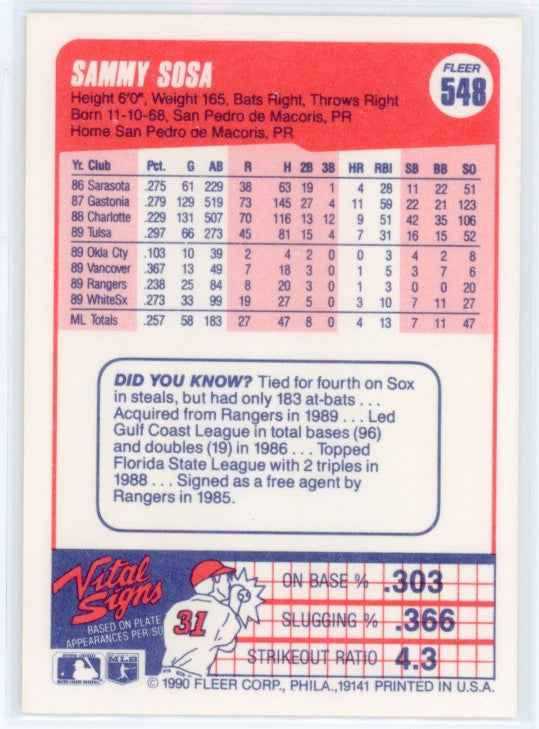 SAMMY SOSA
FLEER
548
Height 6'0", Weight 165, Bats Right, Throws Right
Born 11-10-68, San Pedro de Macoris, PR
Home San Pedro de Macoris, PR
Yr. Club Pct. G AB R H 2B 3B HR RBI SB BB SO
86 Sarasota .275 61 229 38 63 19 1 4 28 11 22 51
87 Gastonia .279 129 519 73 145 27 4 11 59 22 21 123
88 Charlotte .229 131 507 70 116 13 12 9 51 42 35 106
89 Tulsa .297 66 273 45 81 15 4 7 31 16 15 52
89 Okla Cty .103 10 39 2 4 2 0 0 3 4 2 8
89 Vancover .367 13 49 7 18 3 0 1 5 3 7 6
89 Rangers .238 25 84 8 20 3 0 1 3 0 0 20
89 WhiteSx .273 33 99 19 27 5 0 3 10 7 11 27
ML Totals .257 58 183 27 47 8 0 4 13 7 11 47
DID YOU KNOW? Tied for fourth on Sox
in steals, but had only 183 at-bats . . .
Acquired from Rangers in 1989 . . . Led
Gulf Coast League in total bases (96)
and doubles (19) in 1986 . . . Topped
Florida State League with 2 triples in
1988 . . . Signed as a free agent by
Rangers in 1985.
Vital
Signs
BASED ON PLATE
APPEARANCES PER/SO
31
ON BASE % .303
SLUGGING % .366
STRIKEOUT RATIO 4.3
MLB
© 1990 FLEER CORP., PHILA., 19141 PRINTED IN U.S.A.